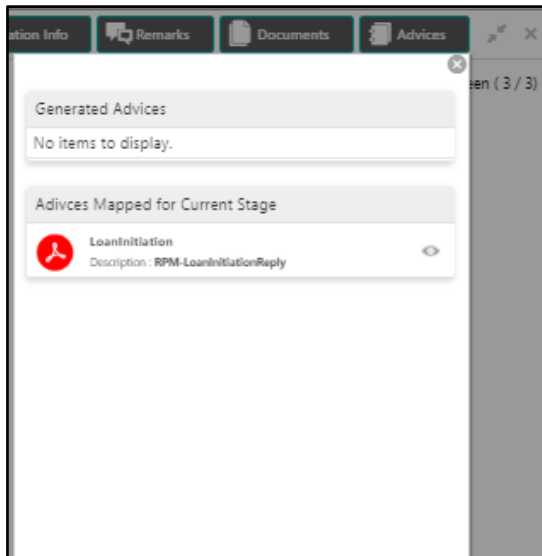 ation Info Remarks Documents Advices
een ( 3 / 3)
Generated Advices
No items to display.
Adivces Mapped for Current Stage
LoanInitiation
Description : RPM-LoanInitiationReply